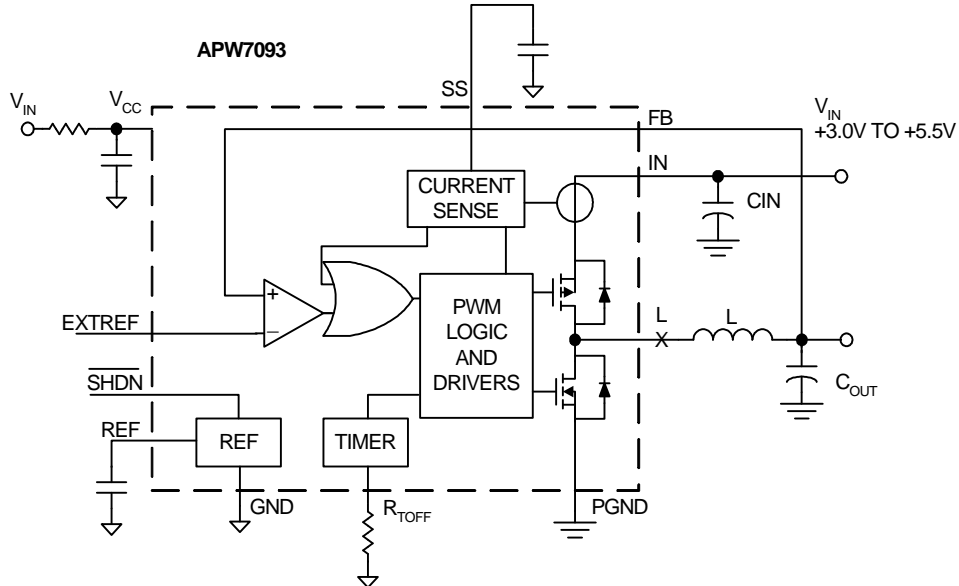 APW7093
SS
V_IN
V_CC
FB
V_IN
+3.0V TO +5.5V
IN
CURRENT
SENSE
CIN
+
−
EXTREF
PWM
LOGIC
AND
DRIVERS
L
L
C_OUT
SHDN
REF
REF
TIMER
GND
R_TOFF
PGND